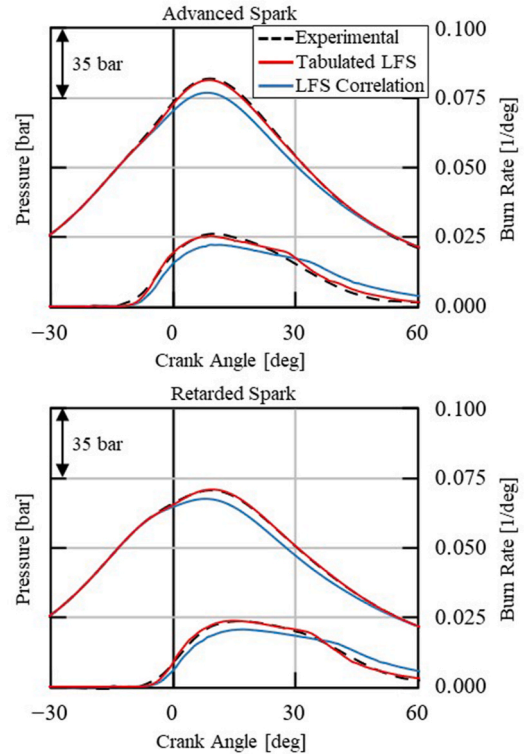 Advanced Spark
0.100
Experimental
Tabulated LFS
LFS Correlation
35 bar
0.075
Pressure [bar]
0.050
Burn Rate [1/deg]
0.025
0.000
−30
0
30
60
Crank Angle [deg]
Retarded Spark
0.100
35 bar
0.075
Pressure [bar]
0.050
Burn Rate [1/deg]
0.025
0.000
−30
0
30
60
Crank Angle [deg]